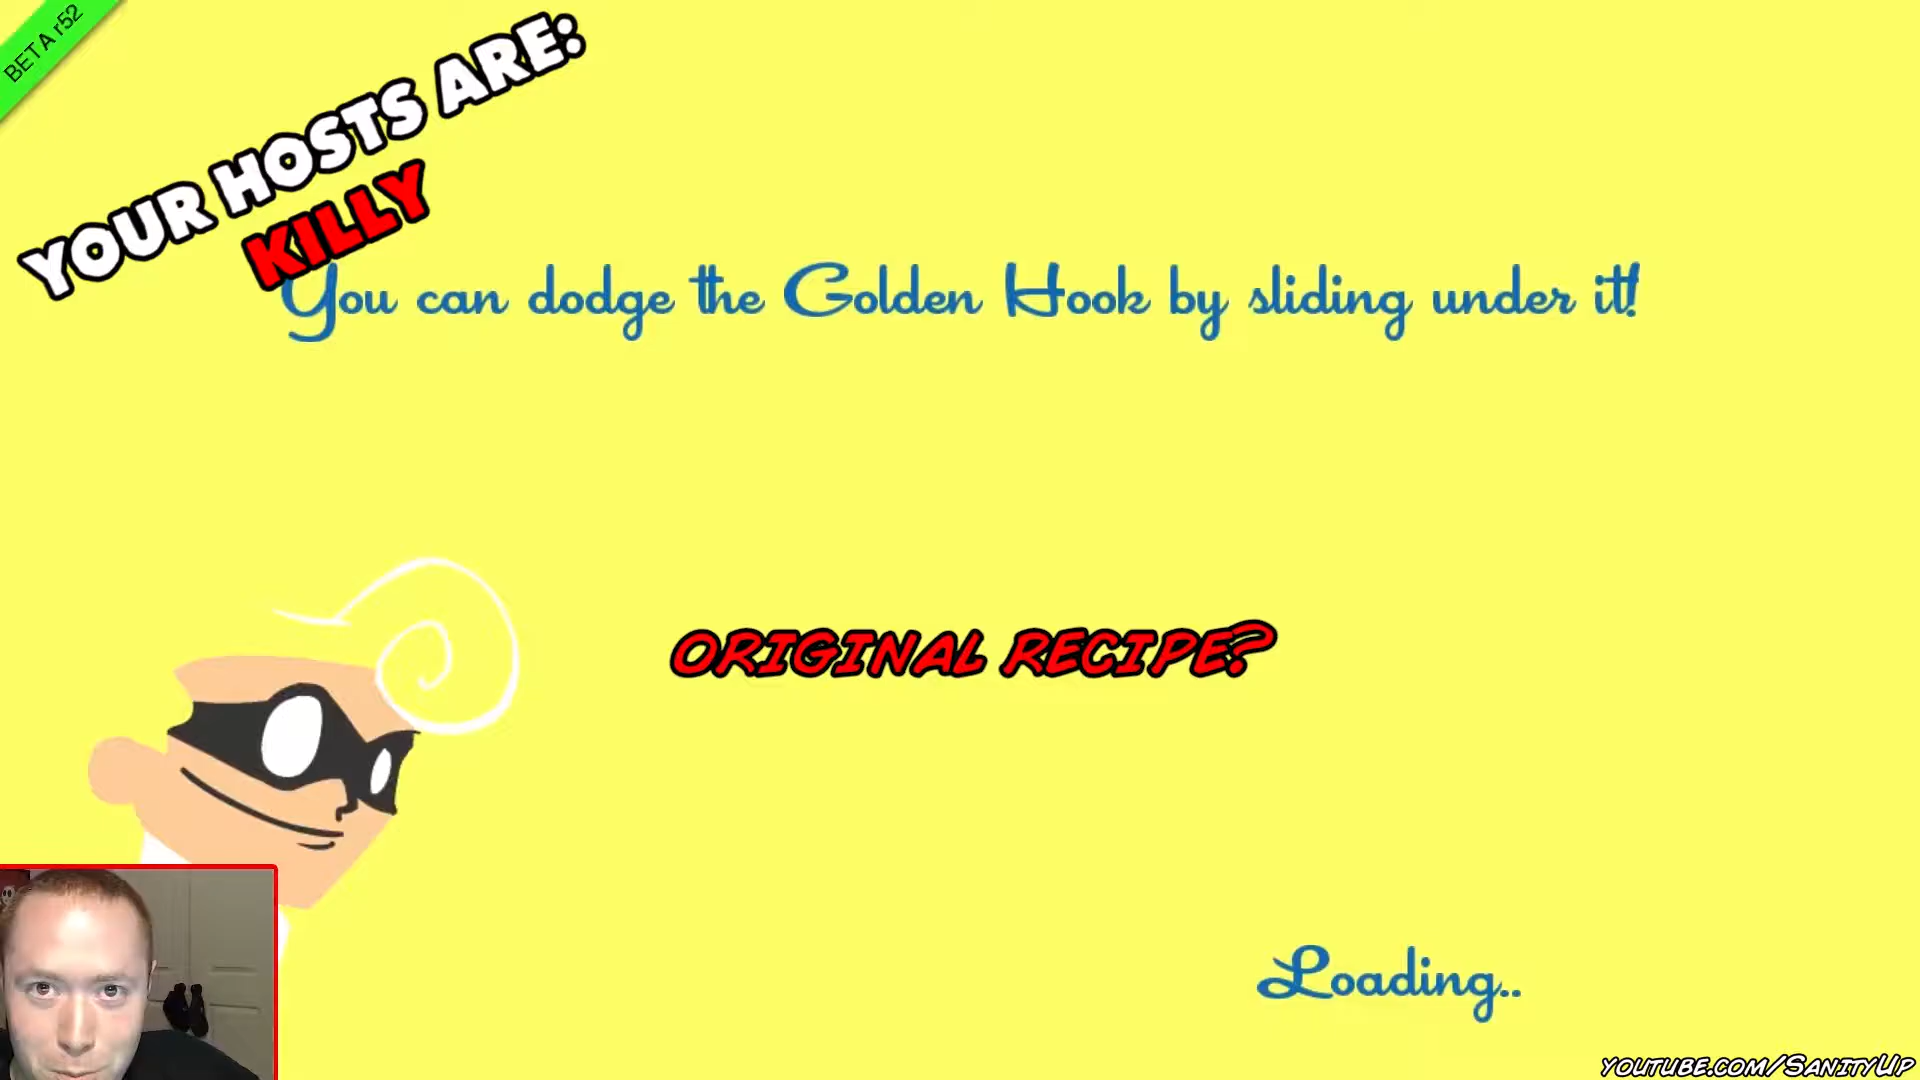 BETA r52
YOUR HOSTS ARE:
KILLY
You can dodge the Golden Hook by sliding under it!
ORIGINAL RECIPE?
Loading..
YOUTUBE.COM/SANITYUP